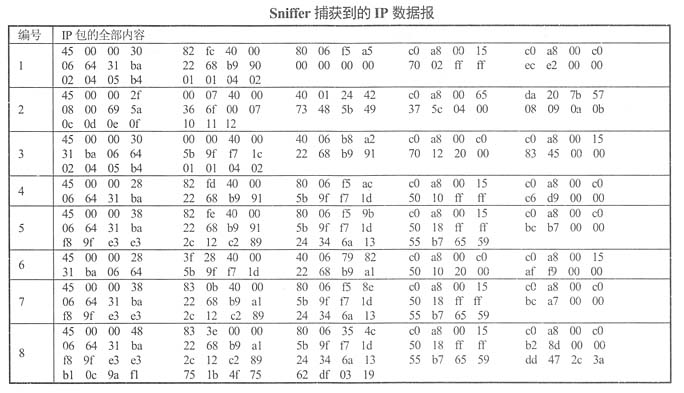 Sniffer 捕获到的 IP 数据报
编号 IP 包的全部内容
1
45 00 00 30 82 fc 40 00 80 06 f5 a5 c0 a8 00 15 c0 a8 00 c0
06 64 31 ba 22 68 b9 90 00 00 00 00 70 02 ff ff ec e2 00 00
02 04 05 b4 01 01 04 02
2
45 00 00 2f 00 07 40 00 40 01 24 42 c0 a8 00 65 da 20 7b 57
08 00 69 5a 36 6f 00 07 73 48 5b 49 37 5c 04 00 08 09 0a 0b
0c 0d 0e 0f 10 11 12
3
45 00 00 30 00 00 40 00 40 06 b8 a2 c0 a8 00 c0 c0 a8 00 15
31 ba 06 64 5b 9f f7 1c 22 68 b9 91 70 12 20 00 83 45 00 00
02 04 05 b4 01 01 04 02
4
45 00 00 28 82 fd 40 00 80 06 f5 ac c0 a8 00 15 c0 a8 00 c0
06 64 31 ba 22 68 b9 91 5b 9f f7 1d 50 10 ff ff c6 d9 00 00
5
45 00 00 38 82 fe 40 00 80 06 f5 9b c0 a8 00 15 c0 a8 00 c0
06 64 31 ba 22 68 b9 91 5b 9f f7 1d 50 18 ff ff bc b7 00 00
f8 9f e3 e3 2c 12 c2 89 24 34 6a 13 55 b7 65 59
6
45 00 00 28 3f 28 40 00 40 06 79 82 c0 a8 00 c0 c0 a8 00 15
31 ba 06 64 5b 9f f7 1d 22 68 b9 a1 50 10 20 00 af f9 00 00
7
45 00 00 38 83 0b 40 00 80 06 f5 8e c0 a8 00 15 c0 a8 00 c0
06 64 31 ba 22 68 b9 a1 5b 9f f7 1d 50 18 ff ff bc a7 00 00
f8 9f e3 e3 2c 12 c2 89 24 34 6a 13 55 b7 65 59
8
45 00 00 48 83 3e 00 00 80 06 35 4c c0 a8 00 15 c0 a8 00 c0
06 64 31 ba 22 68 b9 a1 5b 9f f7 1d 50 18 ff ff b2 8d 00 00
f8 9f e3 e3 2c 12 c2 89 24 34 6a 13 55 b7 65 59 dd 47 2c 3a
b1 0c 9a f1 75 1b 4f 75 62 df 03 19